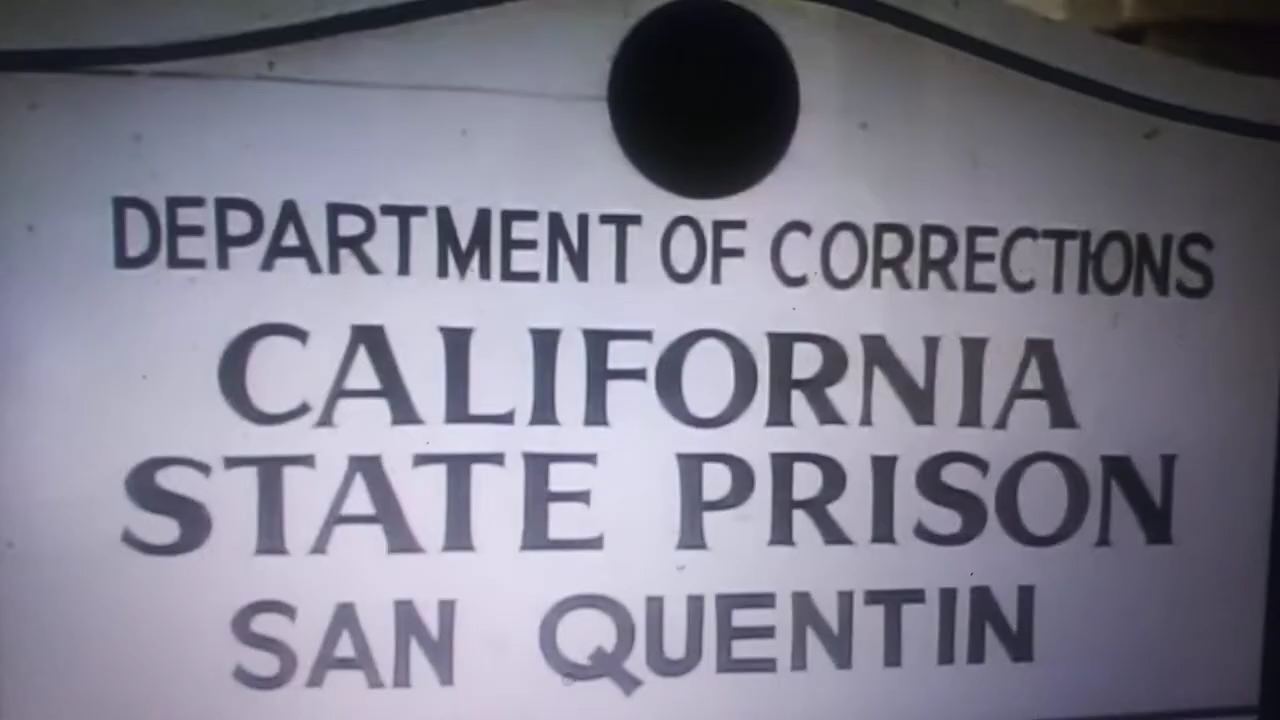 DEPARTMENT OF CORRECTIONS
CALIFORNIA
STATE PRISON
SAN QUENTIN